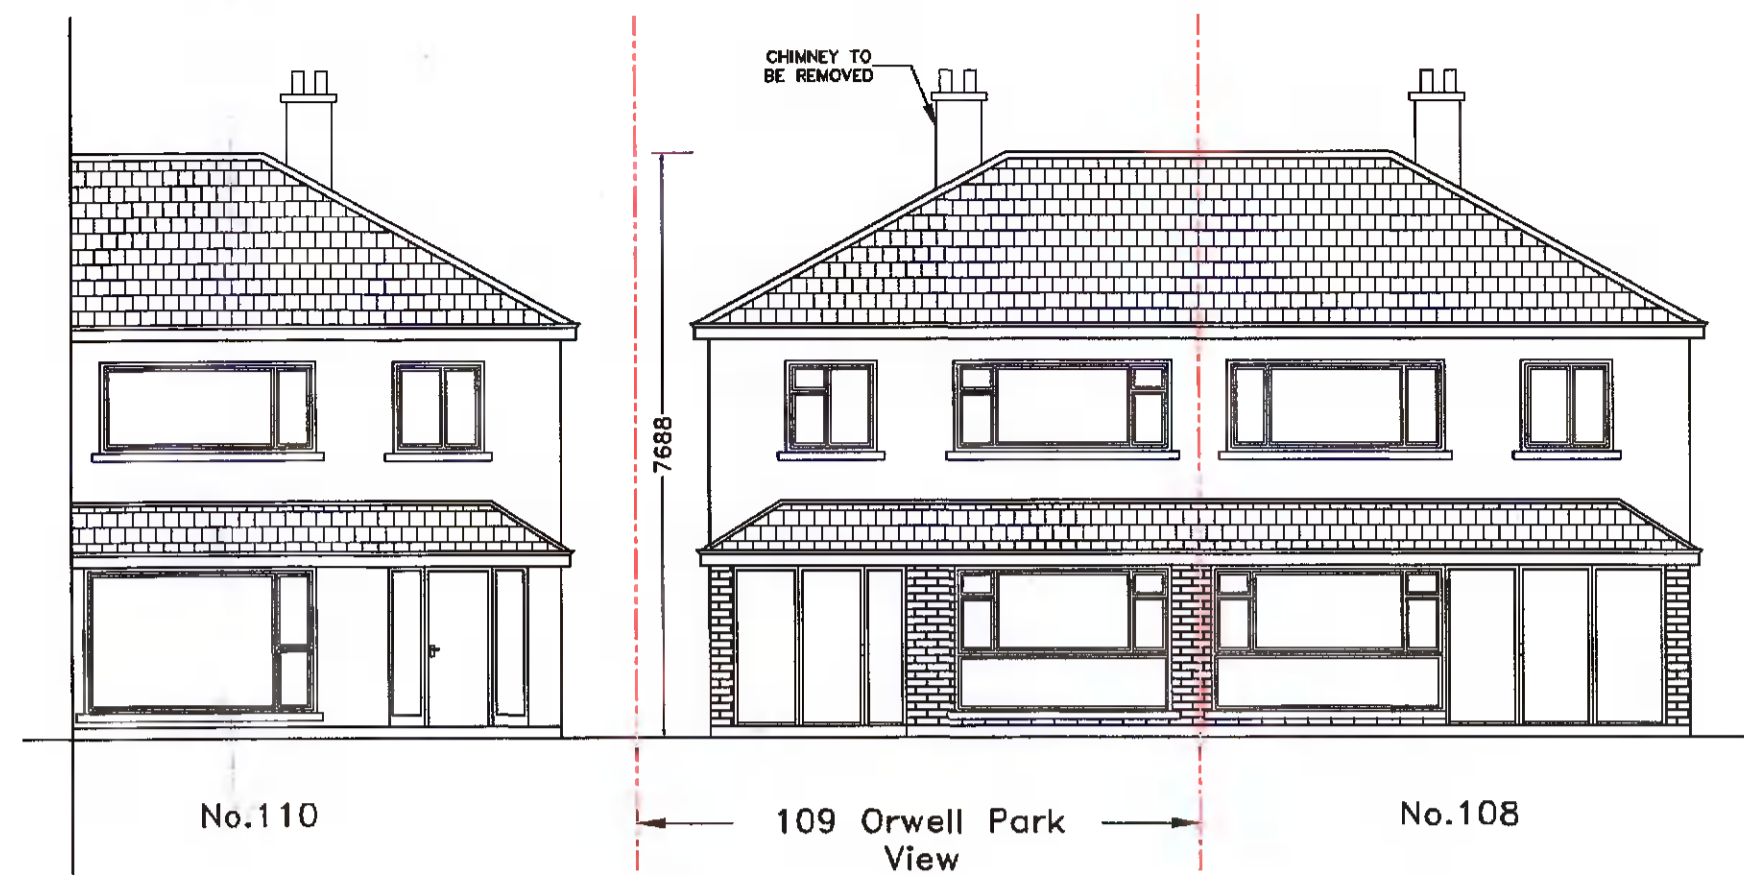 CHIMNEY TO
BE REMOVED
7688
No.110
109 Orwell Park
View
No.108